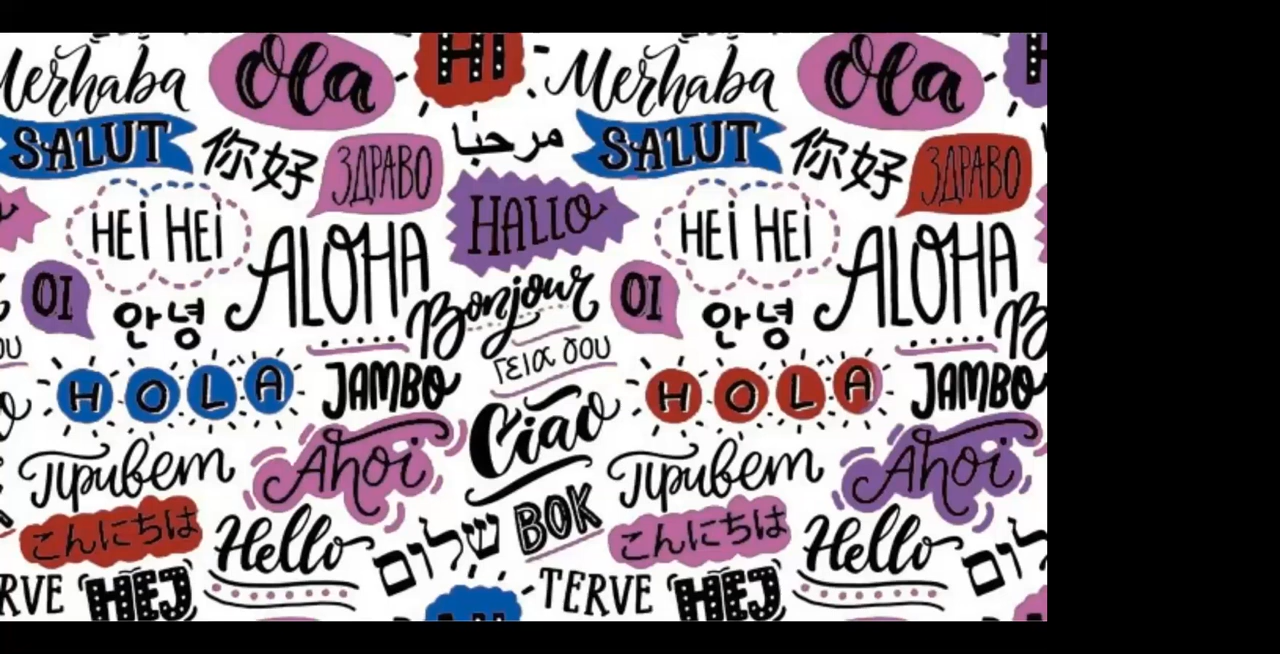 Merhaba Ola HI Merhaba Ola
SALUT 你好 ЗДРАВО مرحبًا SALUT 你好 ЗДРАВО
HEi HEi ALOHA HALLO HEi HEi ALOHA
OI 안녕 Bonjour OI 안녕
Γεια σου
HOLA JAMBO Ciao HOLA JAMBO
Привет Ahoi Привет Ahoi
こんにちは Hello שלום BOK こんにちは Hello
TERVE HEJ TERVE HEJ